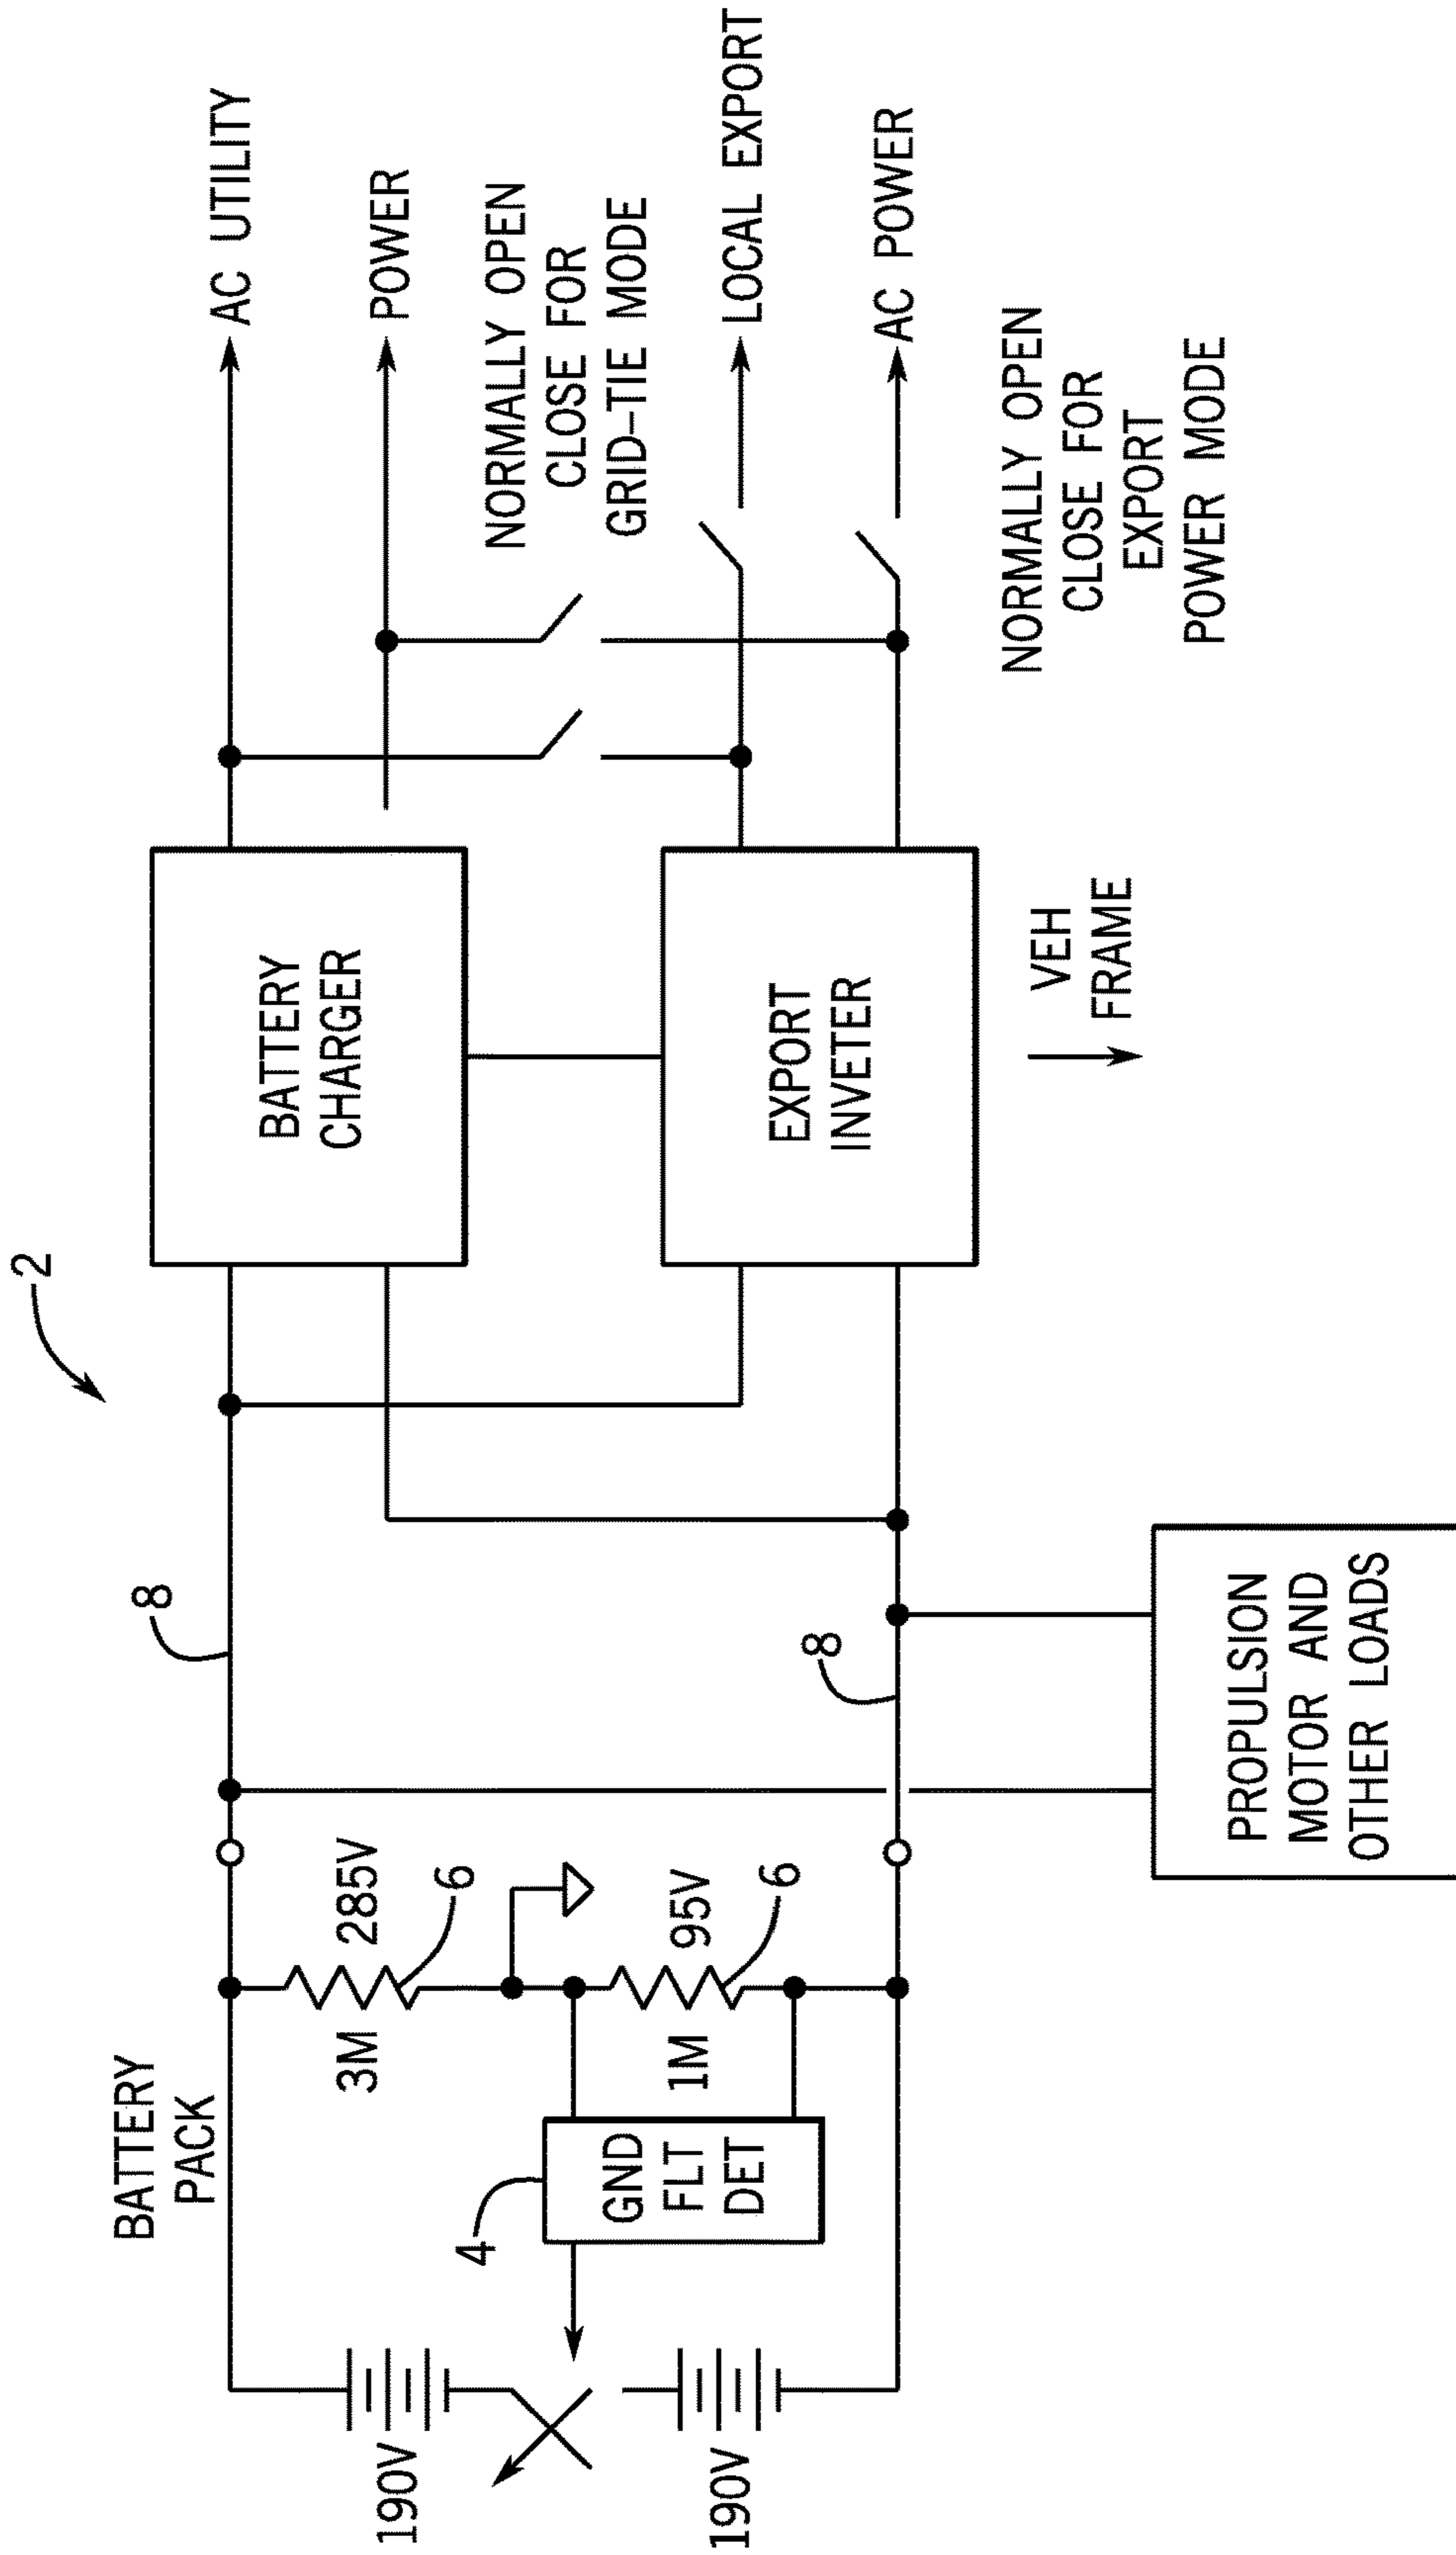 2
BATTERY
PACK
190V
190V
4
GND
FLT
DET
3M
285V
6
1M
95V
6
8
8
PROPULSION
MOTOR AND
OTHER LOADS
BATTERY
CHARGER
EXPORT
INVETER
VEH
FRAME
AC UTILITY
POWER
NORMALLY OPEN
CLOSE FOR
GRID-TIE MODE
LOCAL EXPORT
AC POWER
NORMALLY OPEN
CLOSE FOR
EXPORT
POWER MODE